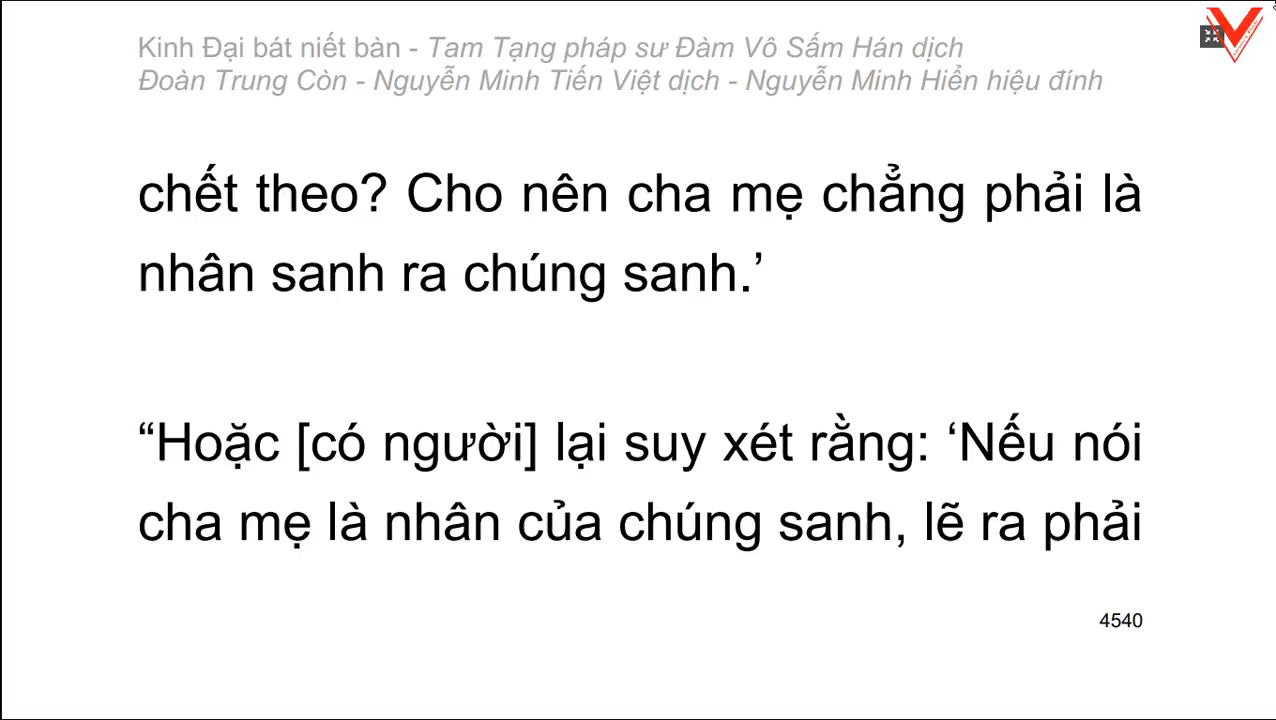 Kinh Đại bát niết bàn - Tam Tạng pháp sư Đàm Vô Sấm Hán dịch
Đoàn Trung Còn - Nguyễn Minh Tiến Việt dịch - Nguyễn Minh Hiển hiệu đính
chết theo? Cho nên cha mẹ chẳng phải là
nhân sanh ra chúng sanh.’
“Hoặc [có người] lại suy xét rằng: ‘Nếu nói
cha mẹ là nhân của chúng sanh, lẽ ra phải
4540